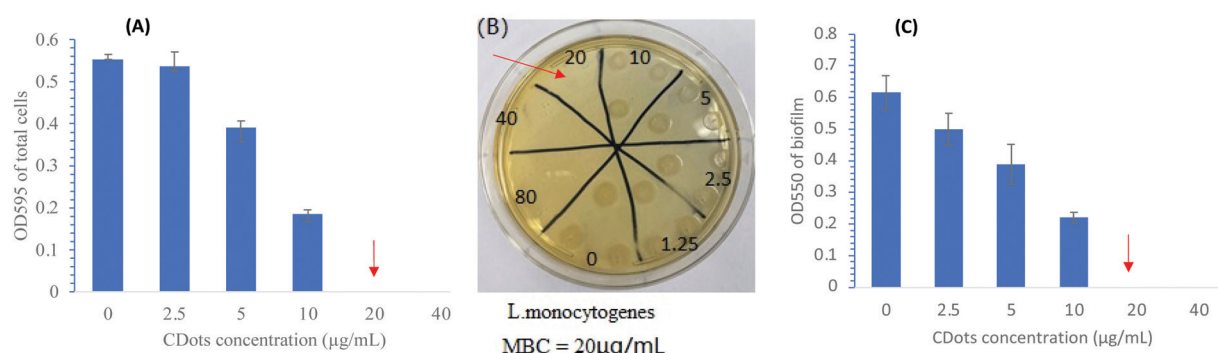 (A)
0.6
0.5
0.4
0.3
0.2
0.1
0
OD595 of total cells
0 2.5 5 10 20 40
CDots concentration (µg/mL)
(B)
20 10
5
40
2.5
80
1.25
0
L.monocytogenes
MBC = 20µg/mL
(C)
0.8
0.7
0.6
0.5
0.4
0.3
0.2
0.1
0
OD550 of biofilm
0 2.5 5 10 20 40
CDots concentration (µg/mL)